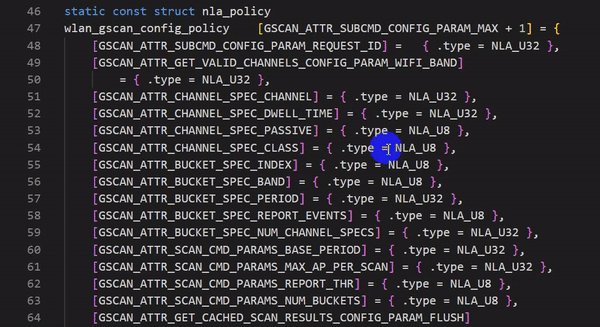 46 static const struct nla_policy
47 wlan_gscan_config_policy [GSCAN_ATTR_SUBCMD_CONFIG_PARAM_MAX + 1] = {
48 [GSCAN_ATTR_SUBCMD_CONFIG_PARAM_REQUEST_ID] = { .type = NLA_U32 },
49 [GSCAN_ATTR_GET_VALID_CHANNELS_CONFIG_PARAM_WIFI_BAND]
50 = { .type = NLA_U32 },
51 [GSCAN_ATTR_CHANNEL_SPEC_CHANNEL] = { .type = NLA_U32 },
52 [GSCAN_ATTR_CHANNEL_SPEC_DWELL_TIME] = { .type = NLA_U32 },
53 [GSCAN_ATTR_CHANNEL_SPEC_PASSIVE] = { .type = NLA_U8 },
54 [GSCAN_ATTR_CHANNEL_SPEC_CLASS] = { .type = NLA_U8 },
55 [GSCAN_ATTR_BUCKET_SPEC_INDEX] = { .type = NLA_U8 },
56 [GSCAN_ATTR_BUCKET_SPEC_BAND] = { .type = NLA_U8 },
57 [GSCAN_ATTR_BUCKET_SPEC_PERIOD] = { .type = NLA_U32 },
58 [GSCAN_ATTR_BUCKET_SPEC_REPORT_EVENTS] = { .type = NLA_U8 },
59 [GSCAN_ATTR_BUCKET_SPEC_NUM_CHANNEL_SPECS] = { .type = NLA_U32 },
60 [GSCAN_ATTR_SCAN_CMD_PARAMS_BASE_PERIOD] = { .type = NLA_U32 },
61 [GSCAN_ATTR_SCAN_CMD_PARAMS_MAX_AP_PER_SCAN] = { .type = NLA_U32 },
62 [GSCAN_ATTR_SCAN_CMD_PARAMS_REPORT_THR] = { .type = NLA_U8 },
63 [GSCAN_ATTR_SCAN_CMD_PARAMS_NUM_BUCKETS] = { .type = NLA_U8 },
64 [GSCAN_ATTR_GET_CACHED_SCAN_RESULTS_CONFIG_PARAM_FLUSH]